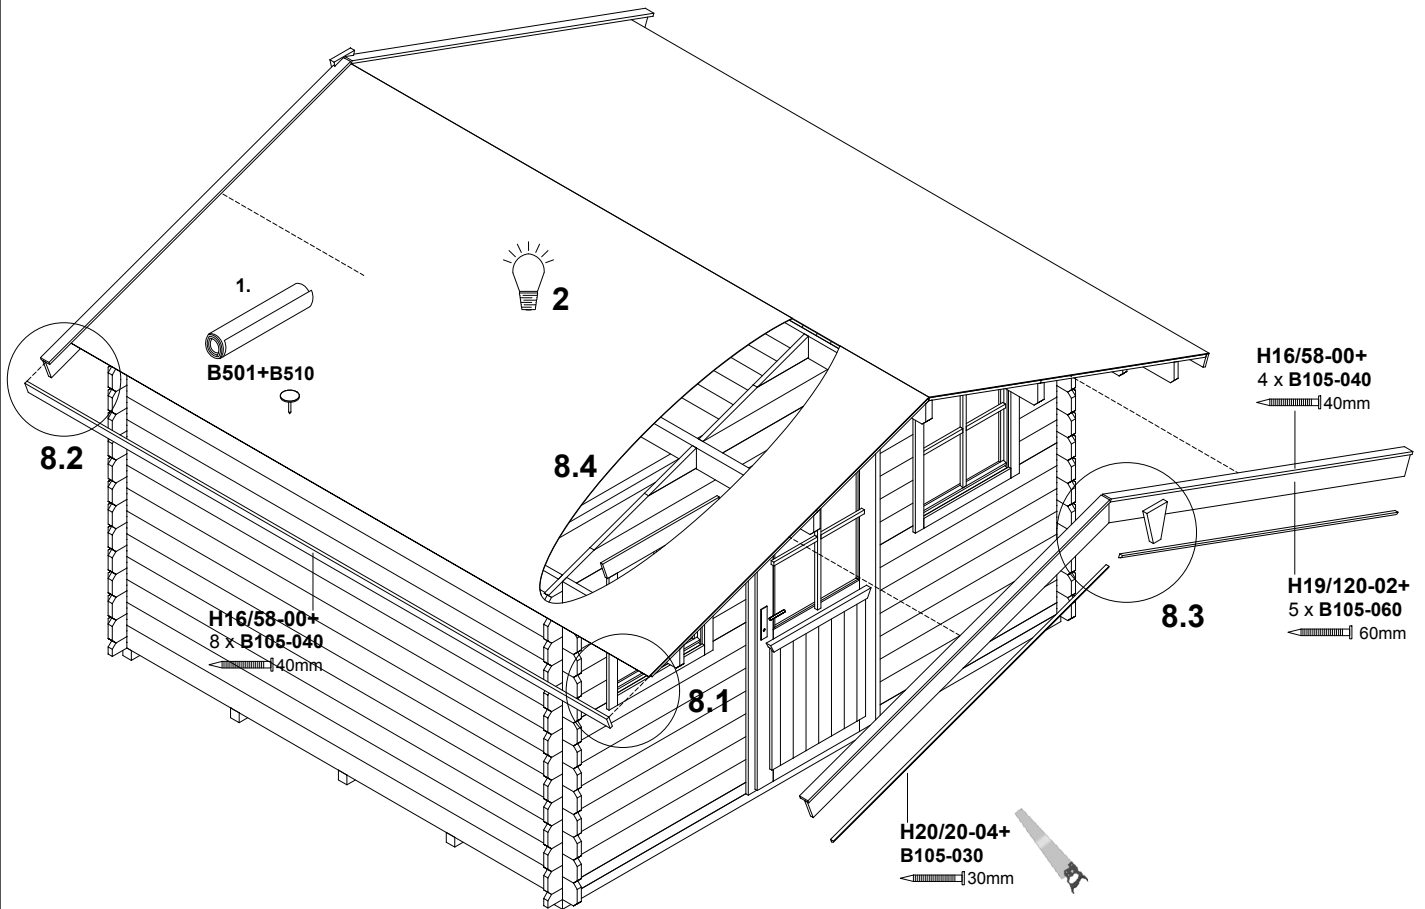 1.
B501+B510
2
8.2
8.4
H16/58-00+
8 x B105-040
40mm
8.1
H16/58-00+
4 x B105-040
40mm
8.3
H19/120-02+
5 x B105-060
60mm
H20/20-04+
B105-030
30mm